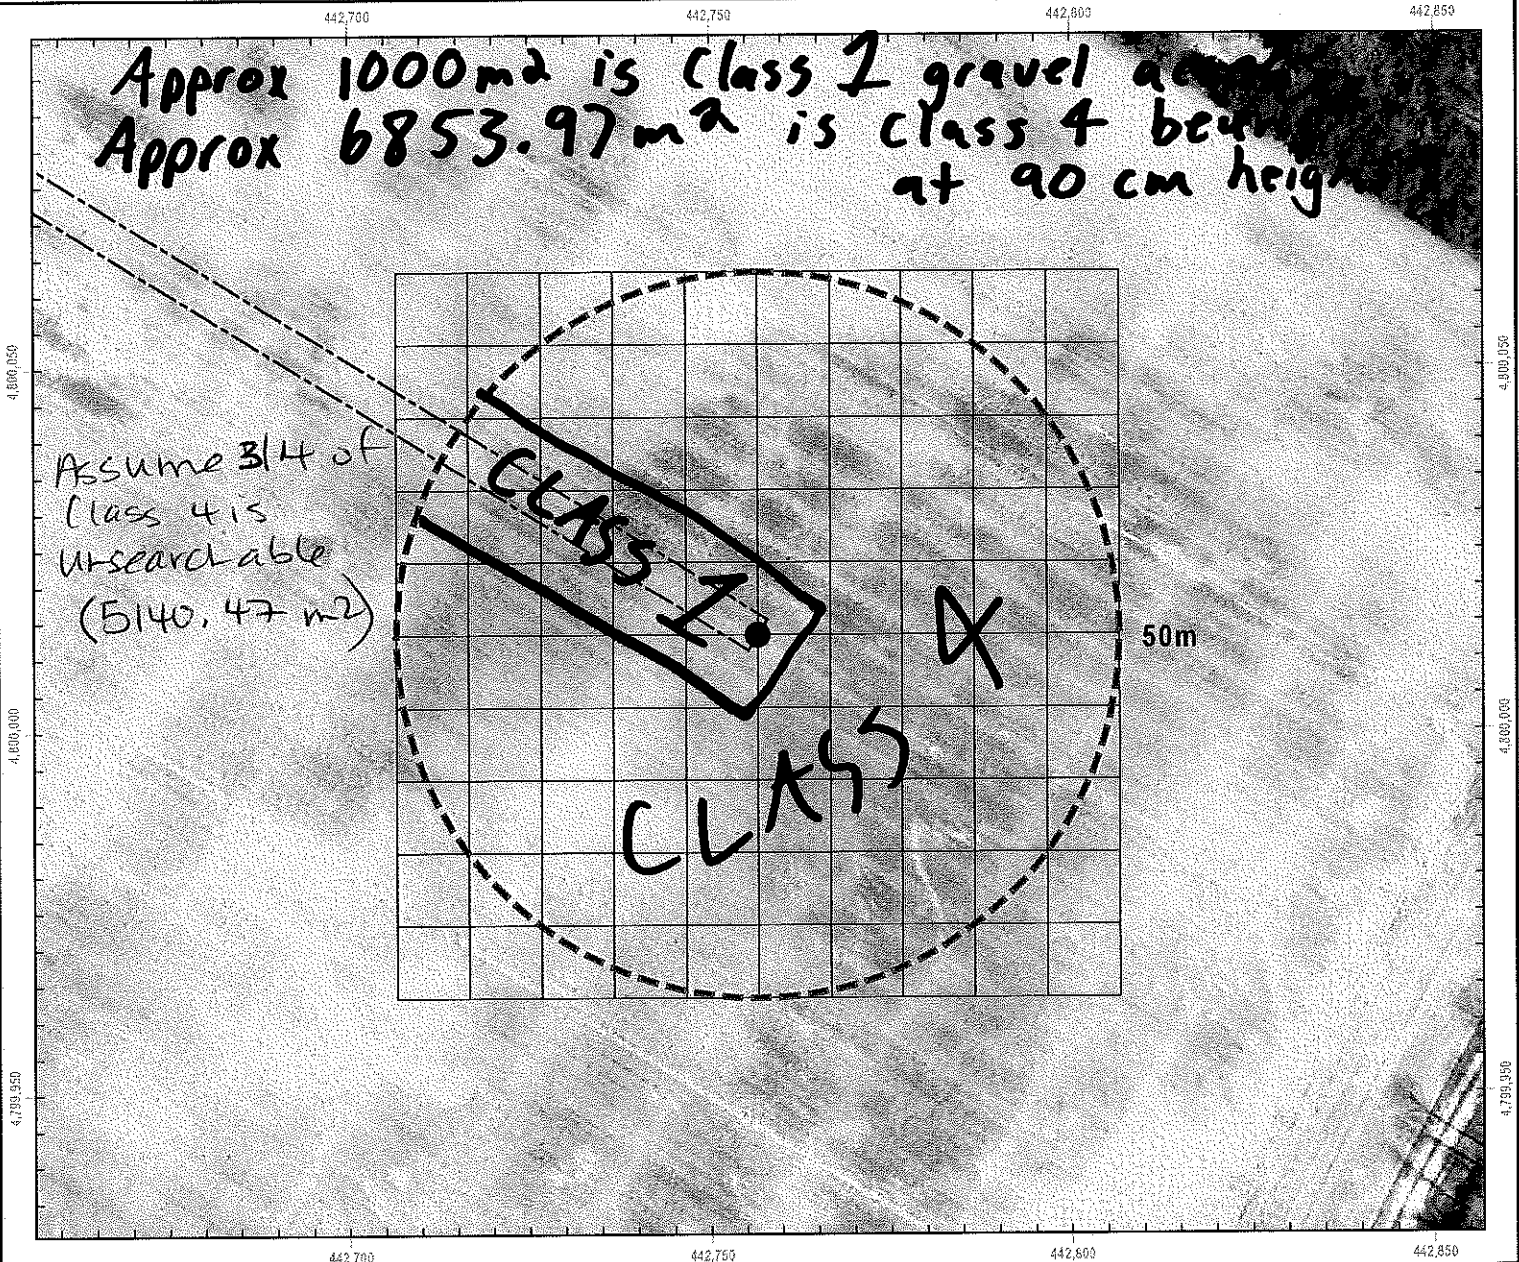 442,700 442,750 442,800 442,850
Approx 1000m2 is Class 1 gravel
Approx 6853.97m2 is class 4
at 90 cm
4,800,050 4,800,050
Assume 3/4 of
Class 4 is
unsearchable
(5140.47 m2)
CLASS 1
4
50m
CLASS
4,800,000 4,800,000
4,799,950 4,799,950
442,700 442,750 442,800 442,850